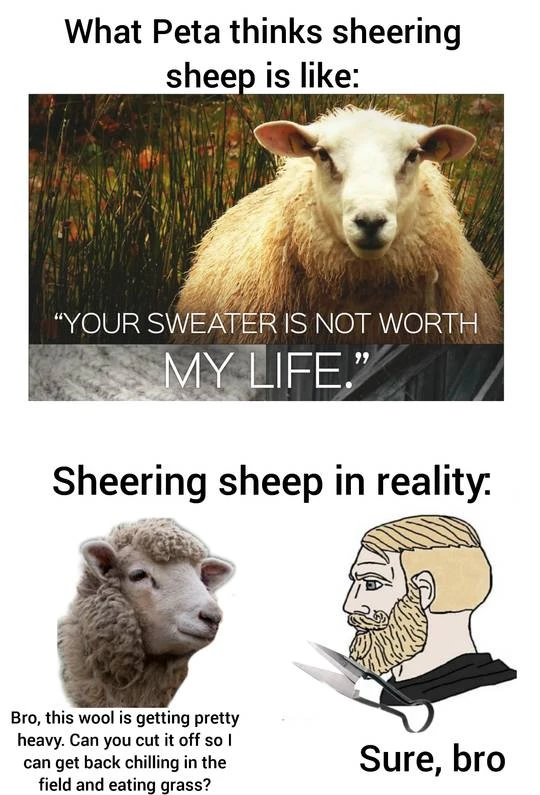 What Peta thinks sheering
sheep is like:
“YOUR SWEATER IS NOT WORTH
MY LIFE.”
Sheering sheep in reality:
Bro, this wool is getting pretty
heavy. Can you cut it off so I
can get back chilling in the
field and eating grass?
Sure, bro